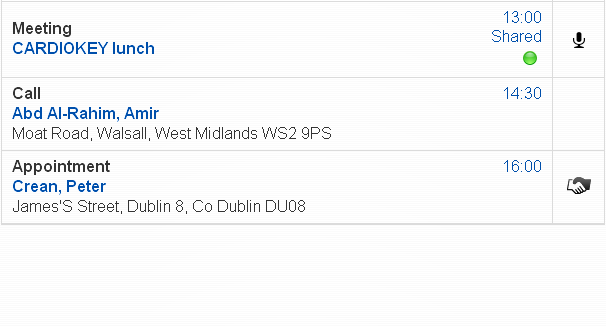 Meeting 13:00
CARDIOKEY lunch Shared
Call 14:30
Abd Al-Rahim, Amir
Moat Road, Walsall, West Midlands WS2 9PS
Appointment 16:00
Crean, Peter
James'S Street, Dublin 8, Co Dublin DU08